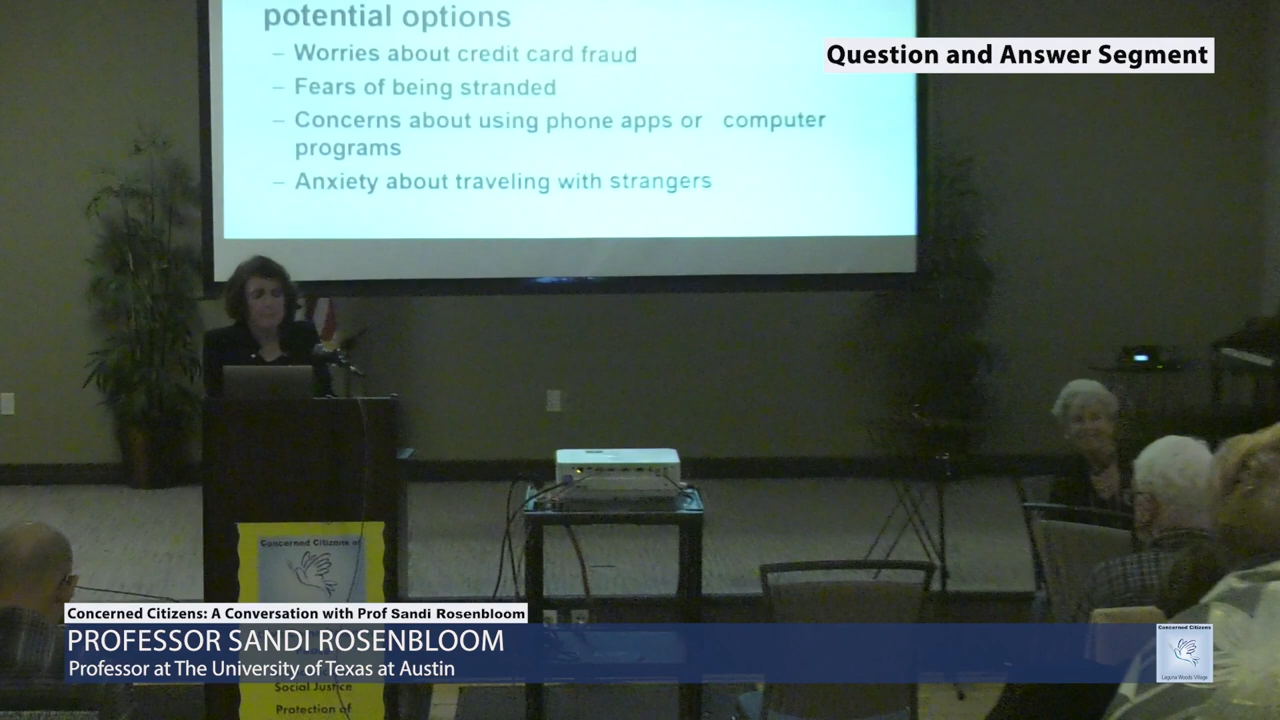 potential options
– Worries about credit card fraud
– Fears of being stranded
– Concerns about using phone apps or computer
programs
– Anxiety about traveling with strangers
Question and Answer Segment
Concerned Citizens of
Concerned Citizens: A Conversation with Prof Sandi Rosenbloom
PROFESSOR SANDI ROSENBLOOM
Professor at The University of Texas at Austin
Concerned Citizens
Laguna Woods Village
Social Justice
Protection of